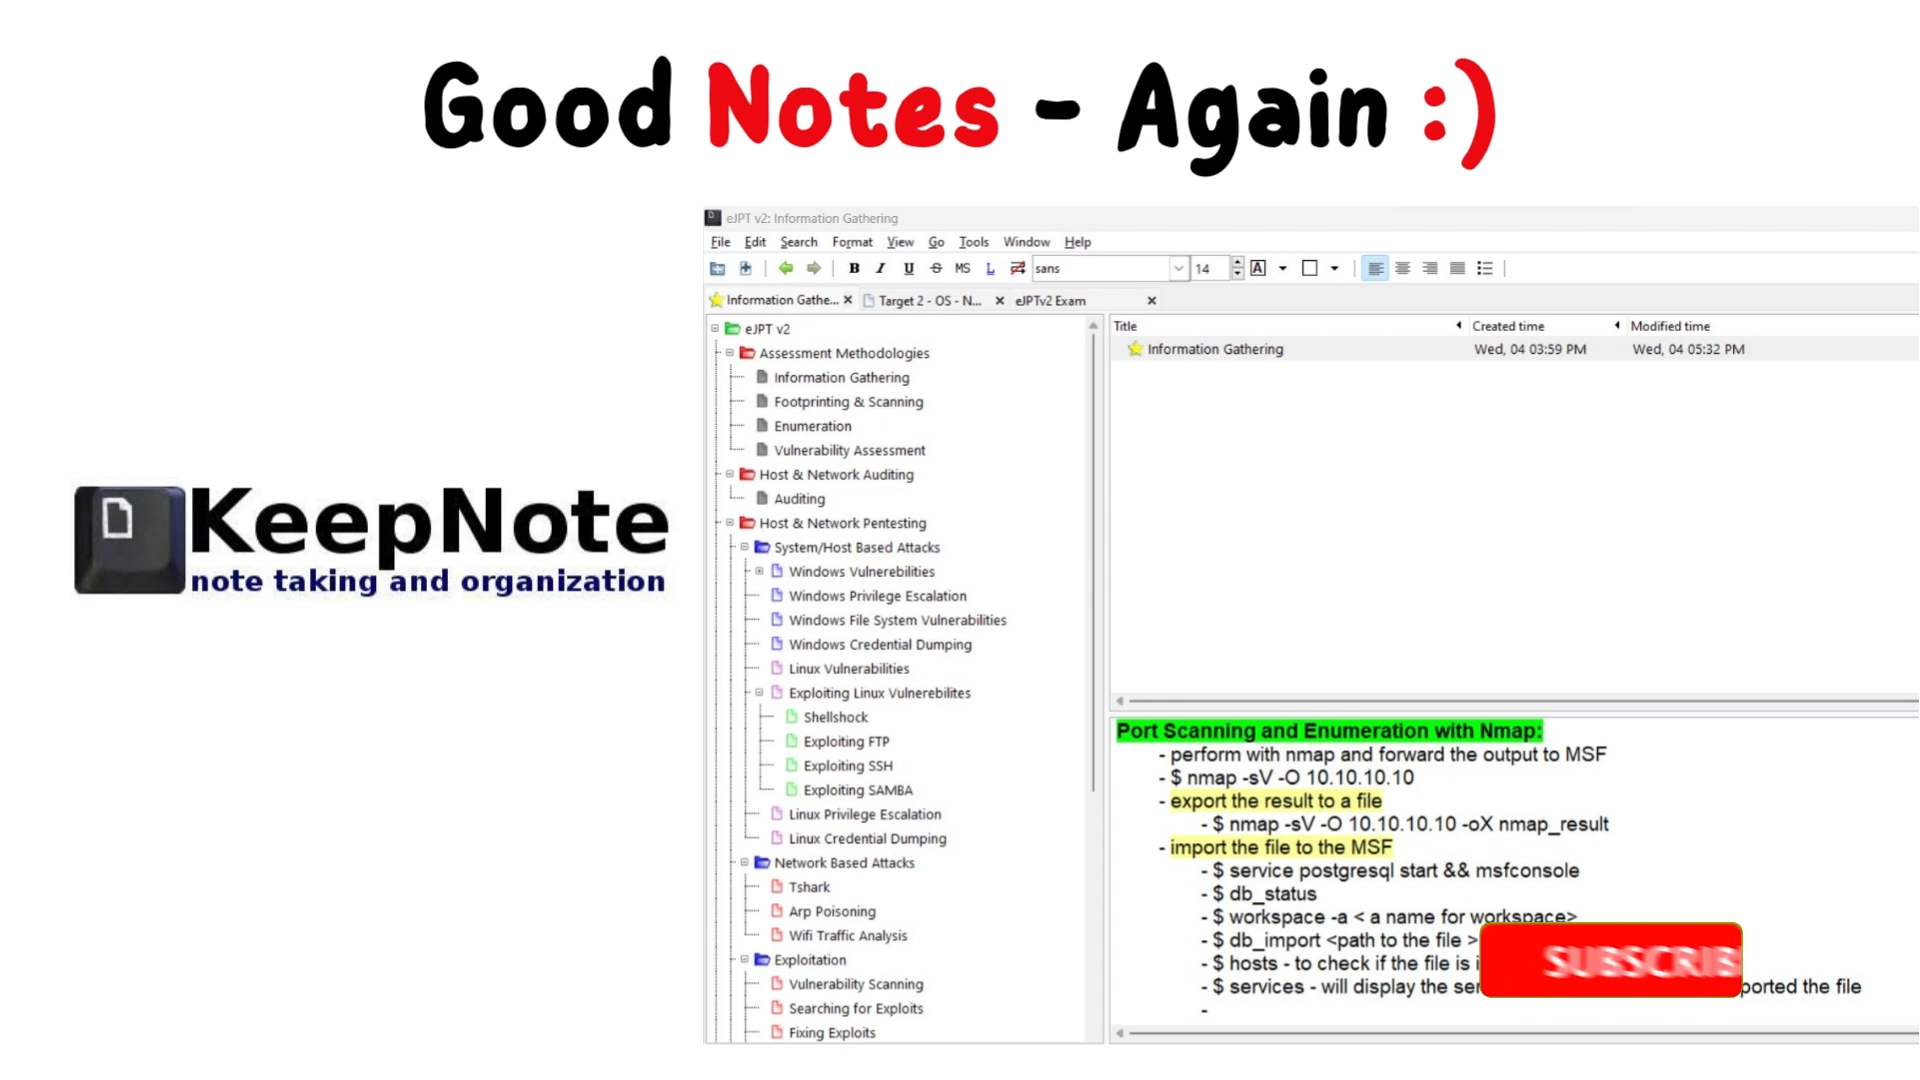 Good Notes - Again :)
KeepNote
note taking and organization
eJPT v2: Information Gathering
File Edit Search Format View Go Tools Window Help
B I U S MS L sans 14 A
Information Gathe... Target 2 - OS - N... eJPTv2 Exam
eJPT v2
Assessment Methodologies
Information Gathering
Footprinting & Scanning
Enumeration
Vulnerability Assessment
Host & Network Auditing
Auditing
Host & Network Pentesting
System/Host Based Attacks
Windows Vulnerebilities
Windows Privilege Escalation
Windows File System Vulnerabilities
Windows Credential Dumping
Linux Vulnerabilities
Exploiting Linux Vulnerebilites
Shellshock
Exploiting FTP
Exploiting SSH
Exploiting SAMBA
Linux Privilege Escalation
Linux Credential Dumping
Network Based Attacks
Tshark
Arp Poisoning
Wifi Traffic Analysis
Exploitation
Vulnerability Scanning
Searching for Exploits
Fixing Exploits
Title Created time Modified time
Information Gathering Wed, 04 03:59 PM Wed, 04 05:32 PM
Port Scanning and Enumeration with Nmap:
- perform with nmap and forward the output to MSF
- $ nmap -sV -O 10.10.10.10
- export the result to a file
- $ nmap -sV -O 10.10.10.10 -oX nmap_result
- import the file to the MSF
- $ service postgresql start && msfconsole
- $ db_status
- $ workspace -a < a name for workspace>
- $ db_import <path to the file >
- $ hosts - to check if the file is
- $ services - will display the ported the file
-
SUBSCRIB